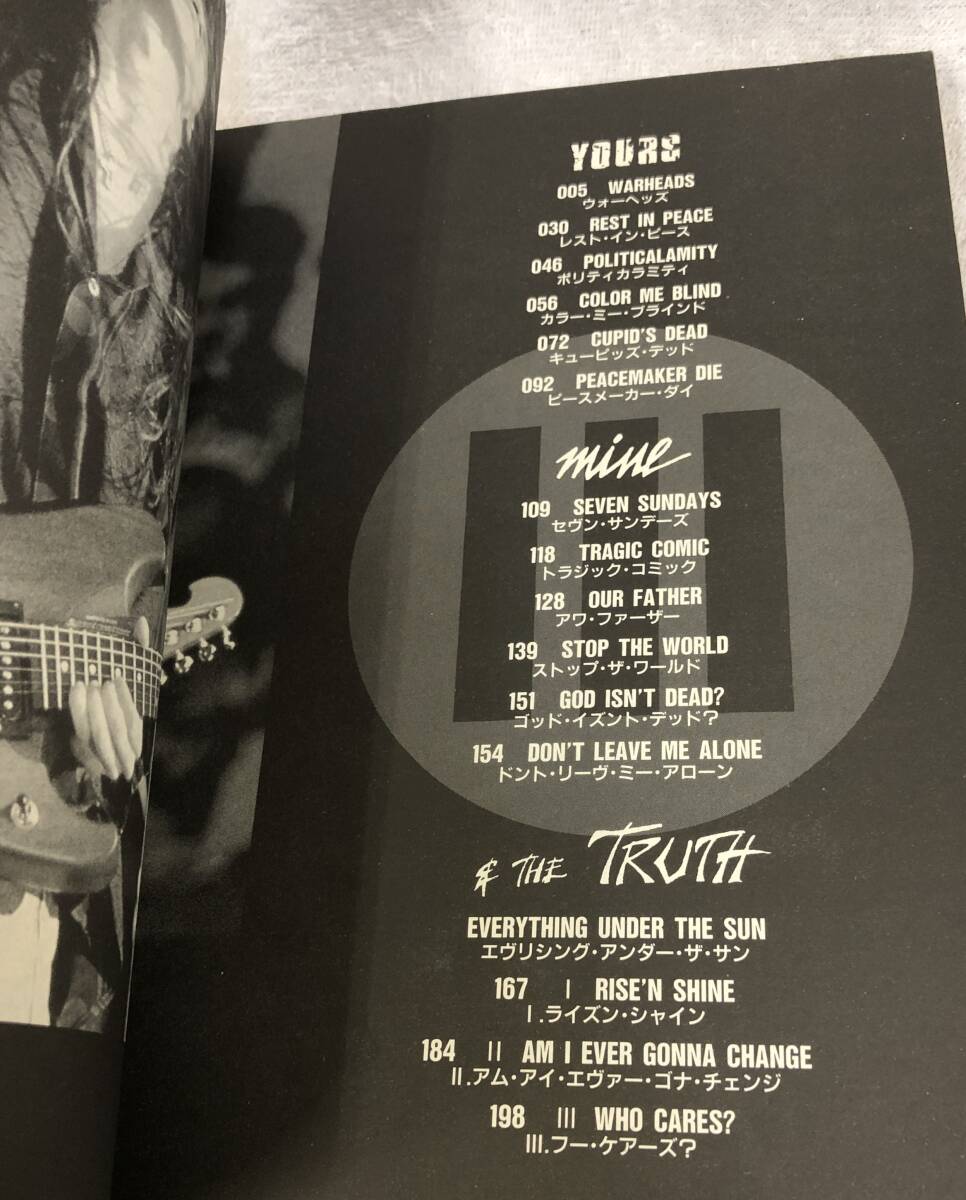 YOURS
005 WARHEADS
ウォーヘッズ
030 REST IN PEACE
レスト・イン・ピース
046 POLITICALAMITY
ポリティカラミティ
056 COLOR ME BLIND
カラー・ミー・ブラインド
072 CUPID'S DEAD
キューピッズ・デッド
092 PEACEMAKER DIE
ピースメーカー・ダイ
mine
109 SEVEN SUNDAYS
セヴン・サンデーズ
118 TRAGIC COMIC
トラジック・コミック
128 OUR FATHER
アワ・ファーザー
139 STOP THE WORLD
ストップ・ザ・ワールド
151 GOD ISN'T DEAD?
ゴッド・イズント・デッド?
154 DON'T LEAVE ME ALONE
ドント・リーヴ・ミー・アローン
& THE TRUTH
EVERYTHING UNDER THE SUN
エヴリシング・アンダー・ザ・サン
167 I RISE'N SHINE
I.ライズン・シャイン
184 II AM I EVER GONNA CHANGE
II.アム・アイ・エヴァー・ゴナ・チェンジ
198 III WHO CARES?
III.フー・ケアーズ?